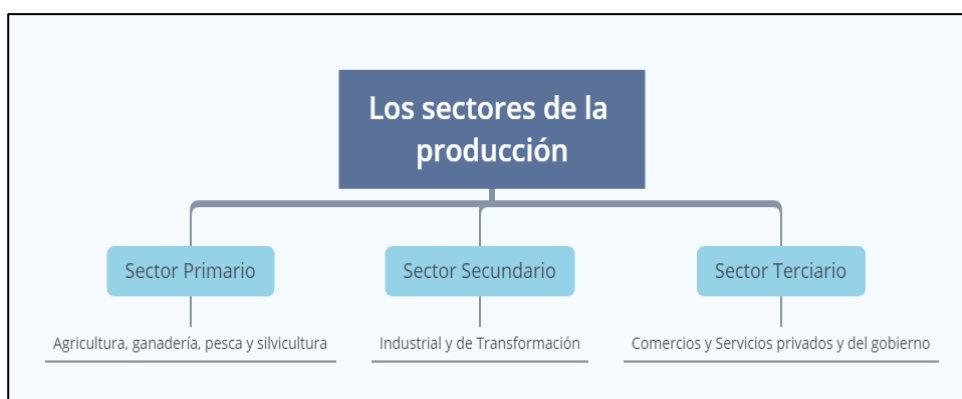 Los sectores de la
producción
Sector Primario
Sector Secundario
Sector Terciario
Agricultura, ganadería, pesca y silvicultura
Industrial y de Transformación
Comercios y Servicios privados y del gobierno